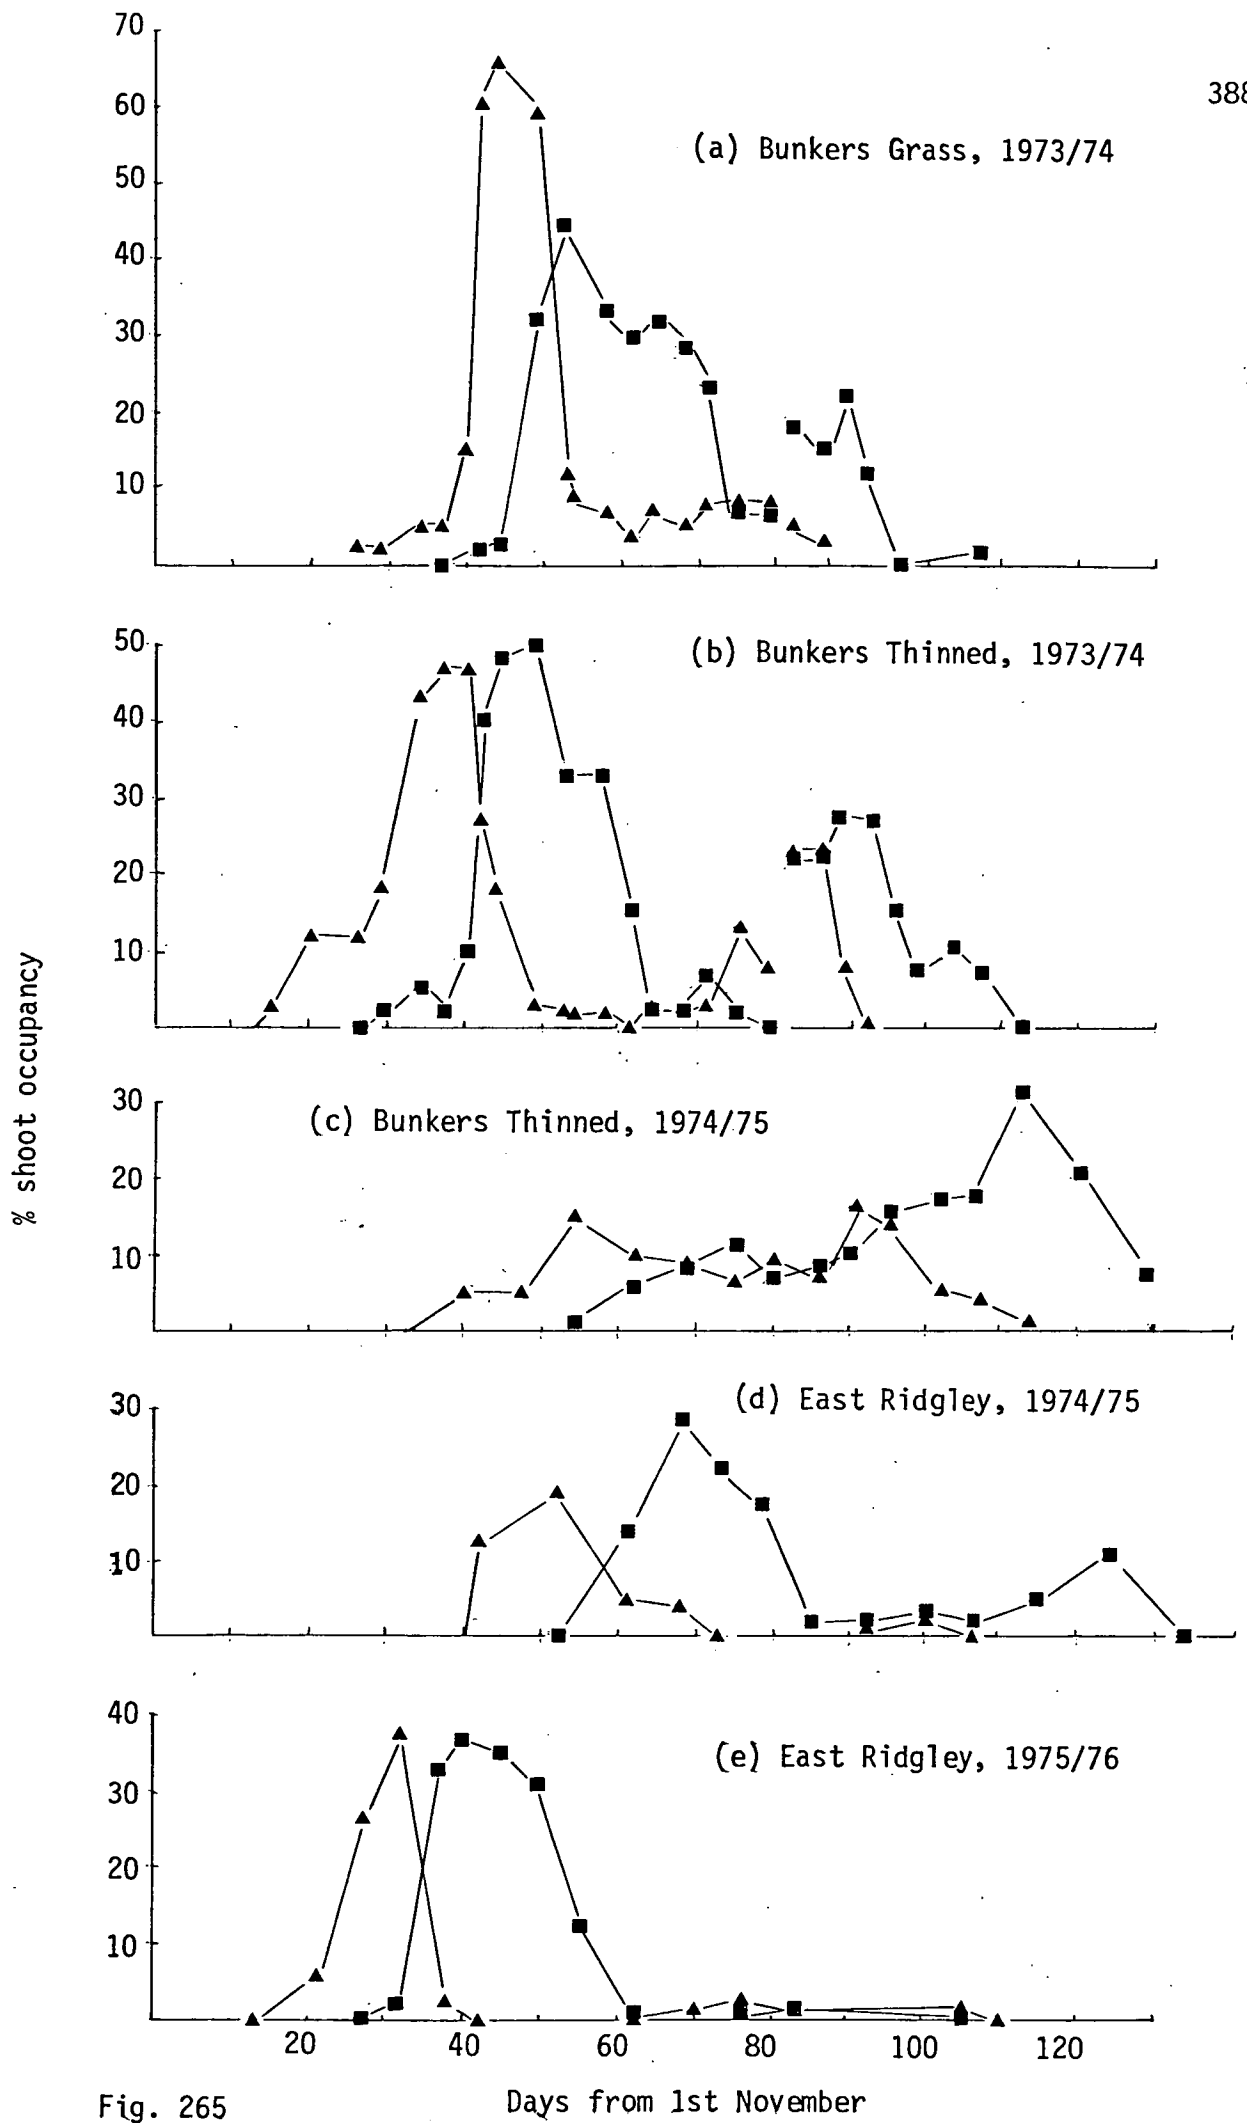 388
70
60
50
40
30
20
10
(a) Bunkers Grass, 1973/74
50
40
30
20
10
(b) Bunkers Thinned, 1973/74
% shoot occupancy
30
20
10
(c) Bunkers Thinned, 1974/75
30
20
10
(d) East Ridgley, 1974/75
40
30
20
10
(e) East Ridgley, 1975/76
20 40 60 80 100 120
Days from 1st November
Fig. 265